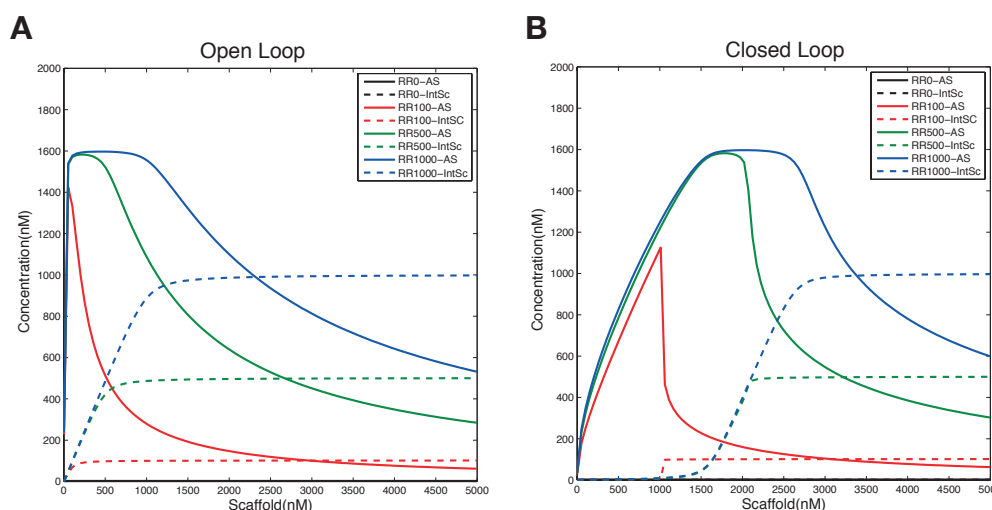 A
Open Loop
2000
1800
1600
1400
1200
1000
800
600
400
200
0
Concentration(nM)
0 500 1000 1500 2000 2500 3000 3500 4000 4500 5000
Scaffold(nM)
RR0-AS
RR0-IntSc
RR100-AS
RR100-IntSC
RR500-AS
RR500-IntSc
RR1000-AS
RR1000-IntSc
B
Closed Loop
2000
1800
1600
1400
1200
1000
800
600
400
200
0
Concentration(nM)
0 500 1000 1500 2000 2500 3000 3500 4000 4500 5000
Scaffold(nM)
RR0-AS
RR0-IntSc
RR100-AS
RR100-IntSC
RR500-AS
RR500-IntSc
RR1000-AS
RR1000-IntSc